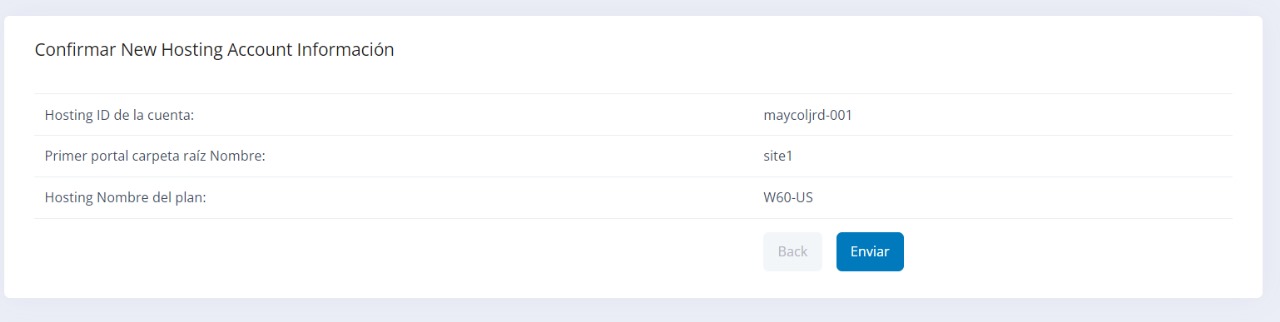 Confirmar New Hosting Account Información
Hosting ID de la cuenta: maycoljrd-001
Primer portal carpeta raíz Nombre: site1
Hosting Nombre del plan: W60-US
Back Enviar